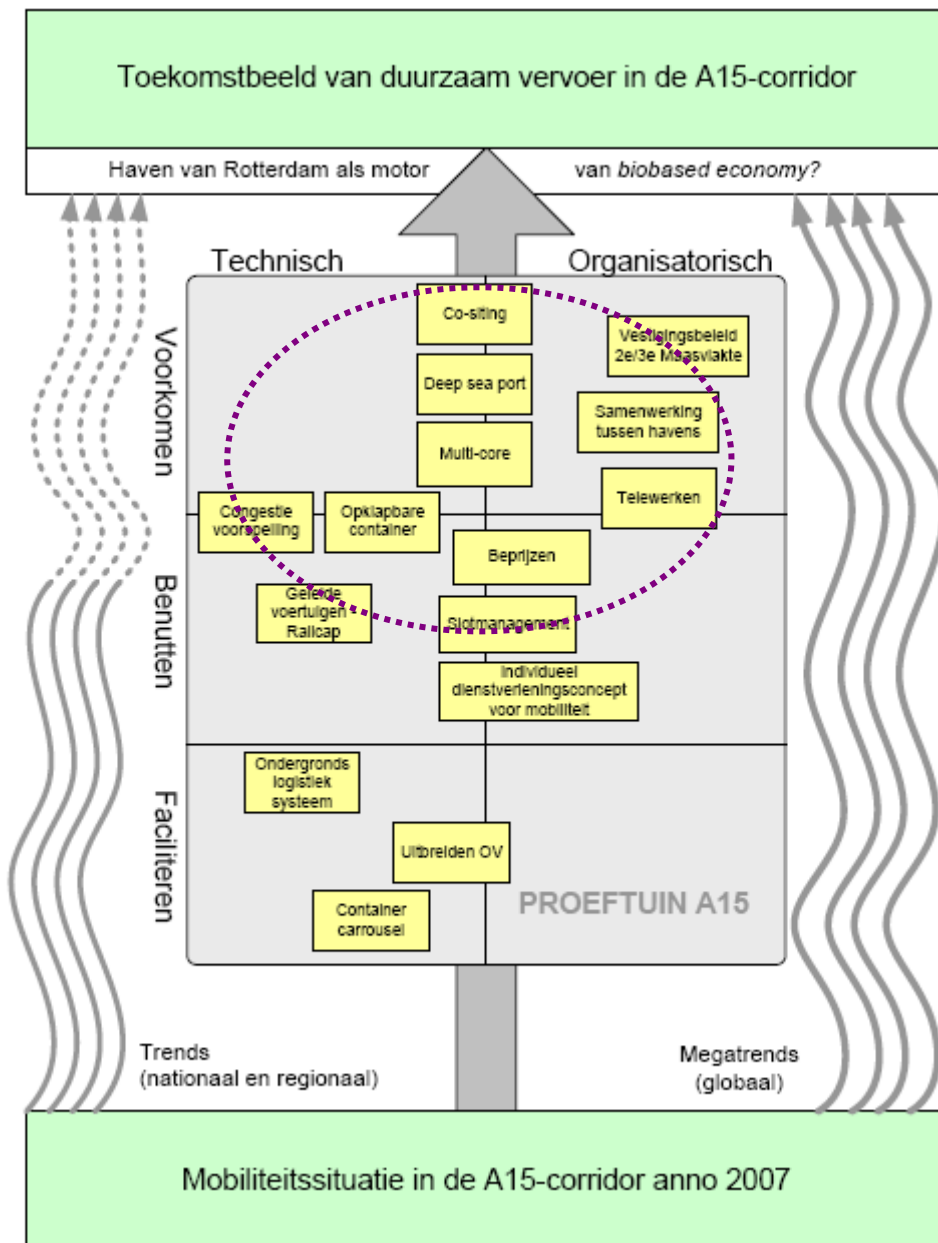 Toekomstbeeld van duurzaam vervoer in de A15-corridor
Haven van Rotterdam als motor van biobased economy?
Technisch
Organisatorisch
Voorkomen
Co-siting
Vestigingsbeleid
2e/3e Maasvlakte
Deep sea port
Samenwerking
tussen havens
Multi-core
Telewerken
Congestie
voorspelling
Opklapbare
container
Benutten
Beprijzen
Geleide
voertuigen -
Railcap
Slotmanagement
Individueel
dienstverleningsconcept
voor mobiliteit
Faciliteren
Ondergronds
logistiek
systeem
Uitbreiden OV
Container
carrousel
PROEFTUIN A15
Trends
(nationaal en regionaal)
Megatrends
(globaal)
Mobiliteitssituatie in de A15-corridor anno 2007